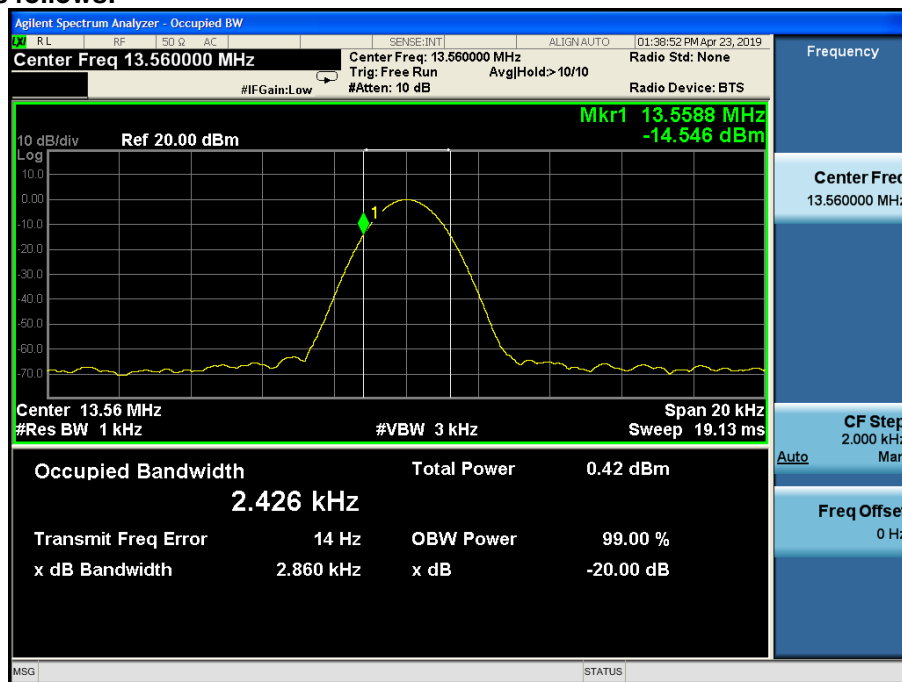 Agilent Spectrum Analyzer - Occupied BW
LXI RL RF 50 Ω AC SENSE:INT ALIGN AUTO 01:38:52 PM Apr 23, 2019
Center Freq 13.560000 MHz Center Freq: 13.560000 MHz Radio Std: None
Trig: Free Run Avg|Hold:> 10/10
#IFGain:Low #Atten: 10 dB Radio Device: BTS
Mkr1 13.5588 MHz
10 dB/div Ref 20.00 dBm -14.546 dBm
Log
10.0
0.00
-10.0
-20.0
-30.0
-40.0
-50.0
-60.0
-70.0
1
Center 13.56 MHz Span 20 kHz
#Res BW 1 kHz #VBW 3 kHz Sweep 19.13 ms
Occupied Bandwidth Total Power 0.42 dBm
2.426 kHz
Transmit Freq Error 14 Hz OBW Power 99.00 %
x dB Bandwidth 2.860 kHz x dB -20.00 dB
MSG STATUS
Frequency
Center Freq
13.560000 MHz
CF Step
2.000 kHz
Auto Man
Freq Offset
0 Hz